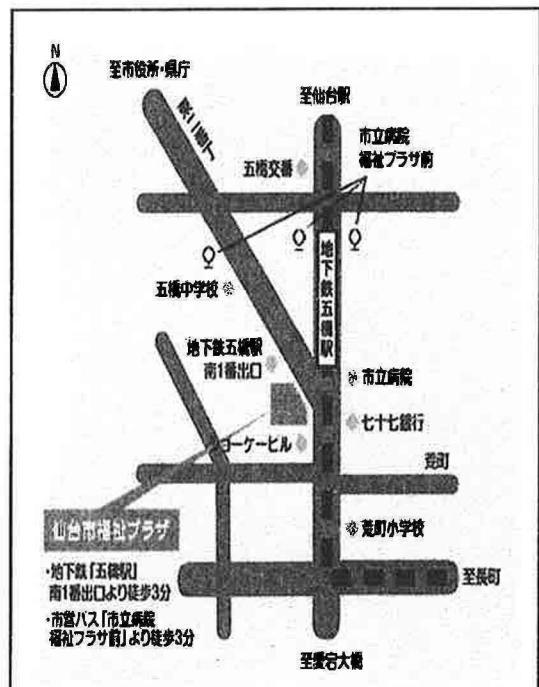 N
至市役所・県庁
至仙台駅
東二番丁
市立病院
福祉プラザ前
五橋交番
地下鉄五橋駅
五橋中学校
地下鉄五橋駅
南1番出口
市立病院
七十七銀行
ヨーケービル
荒町
仙台市福祉プラザ
荒町小学校
・地下鉄「五橋駅」
南1番出口より徒歩3分
・市営バス「市立病院
福祉プラザ前」より徒歩3分
至長町
至愛宕大橋